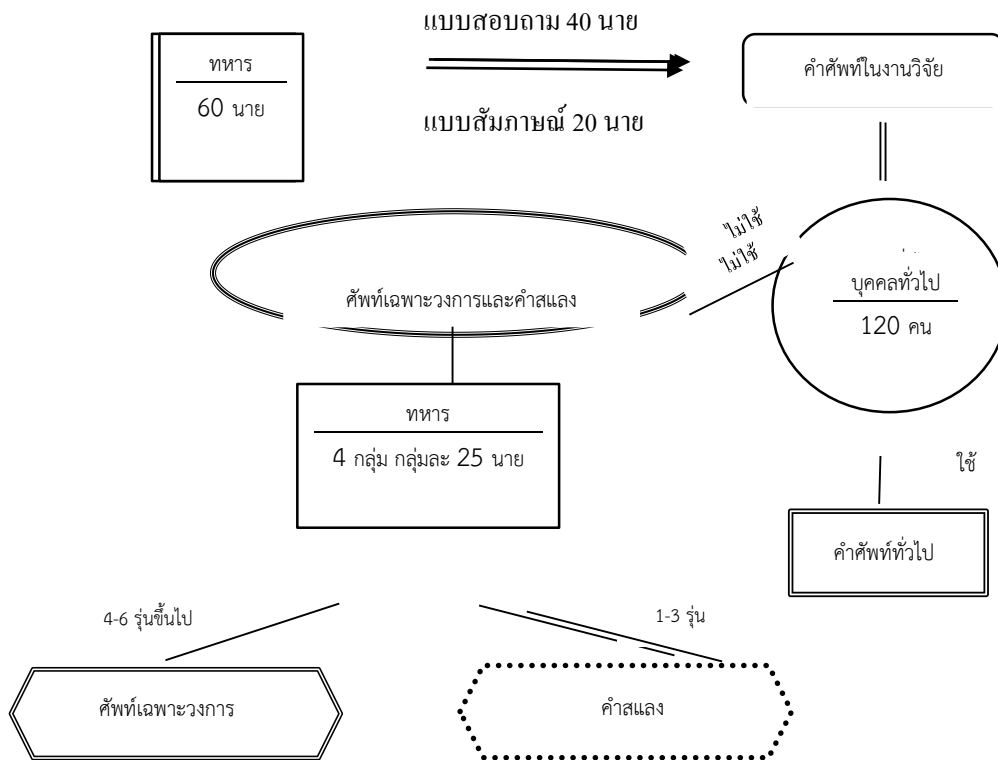 แบบสอบถาม 40 นาย
ทหาร
60 นาย
คำศัพท์ในงานวิจัย
แบบสัมภาษณ์ 20 นาย
ไม่ใช้
ไม่ใช้
ศัพท์เฉพาะวงการและคำสแลง
บุคคลทั่วไป
120 คน
ทหาร
4 กลุ่ม กลุ่มละ 25 นาย
ใช้
คำศัพท์ทั่วไป
4-6 รุ่นขึ้นไป
1-3 รุ่น
ศัพท์เฉพาะวงการ
คำสแลง